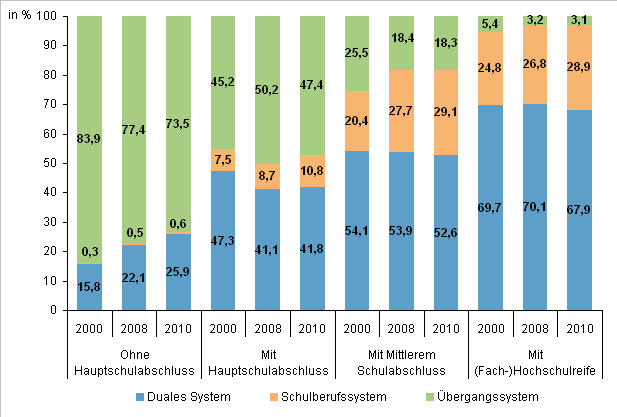 in % 100
90
80
70
60
50
40
30
20
10
0
83,9 77,4 73,5 45,2 50,2 47,4 25,5 18,4 18,3 5,4 3,2 3,1
0,3 0,5 0,6 7,5 8,7 10,8 20,4 27,7 29,1 24,8 26,8 28,9
15,8 22,1 25,9 47,3 41,1 41,8 54,1 53,9 52,6 69,7 70,1 67,9
2000 2008 2010 2000 2008 2010 2000 2008 2010 2000 2008 2010
Ohne Mit Mit Mittlerem Mit
Hauptschulabschluss Hauptschulabschluss Schulabschluss (Fach-)Hochschulreife
Duales System Schulberufssystem Übergangssystem